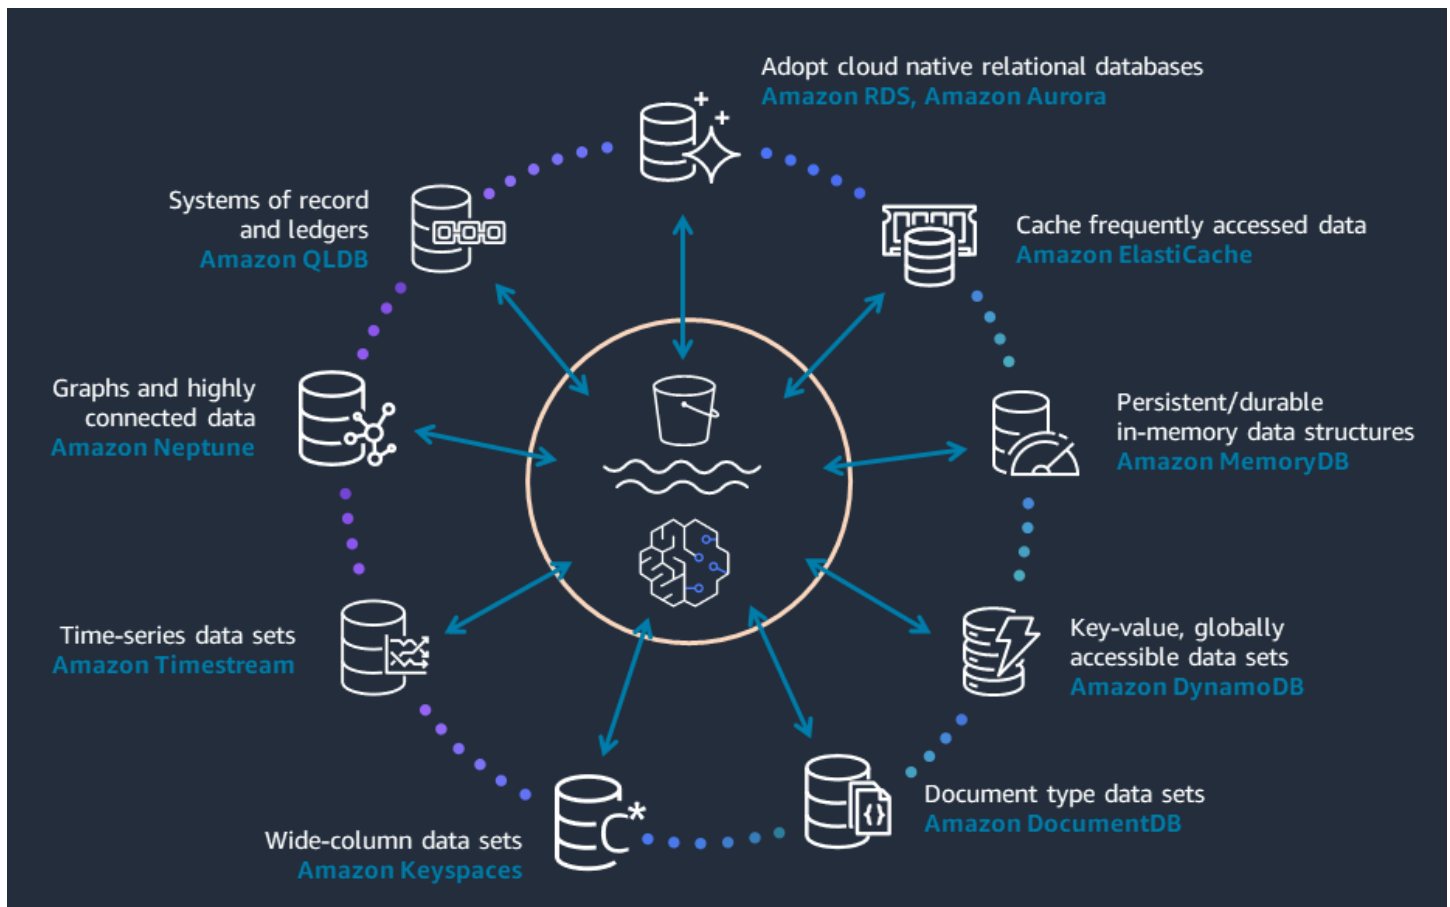 Adopt cloud native relational databases
Amazon RDS, Amazon Aurora
Cache frequently accessed data
Amazon ElastiCache
Persistent/durable
in-memory data structures
Amazon MemoryDB
Key-value, globally
accessible data sets
Amazon DynamoDB
Document type data sets
Amazon DocumentDB
C*
Wide-column data sets
Amazon Keyspaces
Time-series data sets
Amazon Timestream
Graphs and highly
connected data
Amazon Neptune
Systems of record
and ledgers
Amazon QLDB